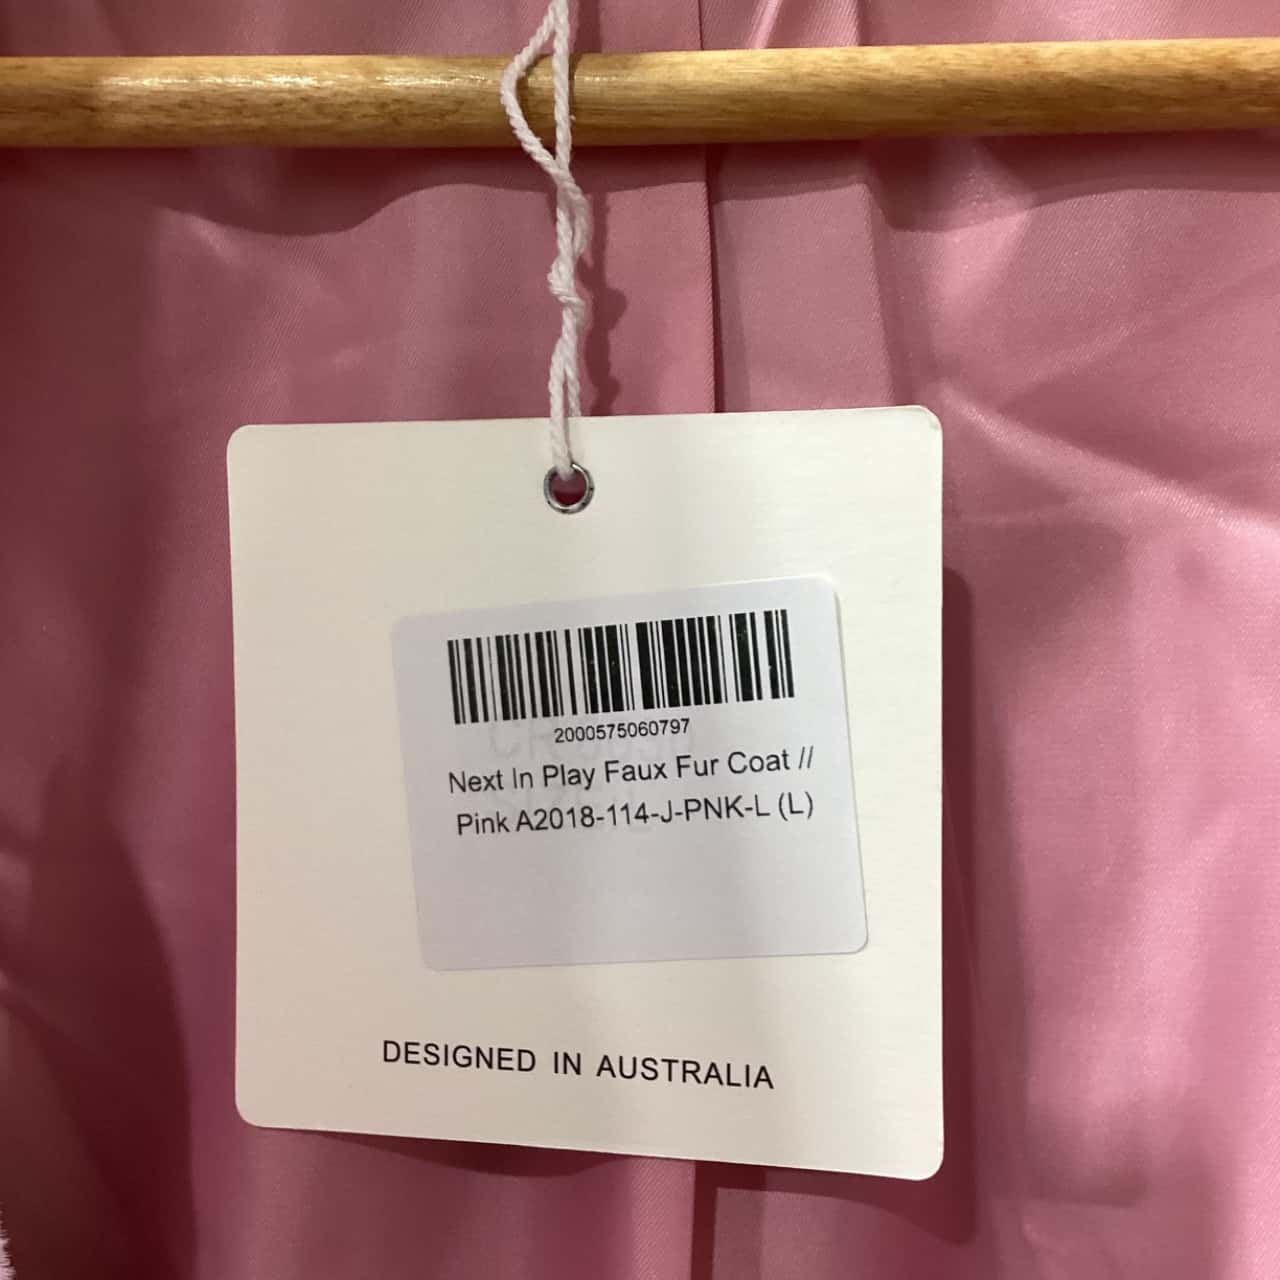 2000575060797
Next In Play Faux Fur Coat //
Pink A2018-114-J-PNK-L (L)
DESIGNED IN AUSTRALIA